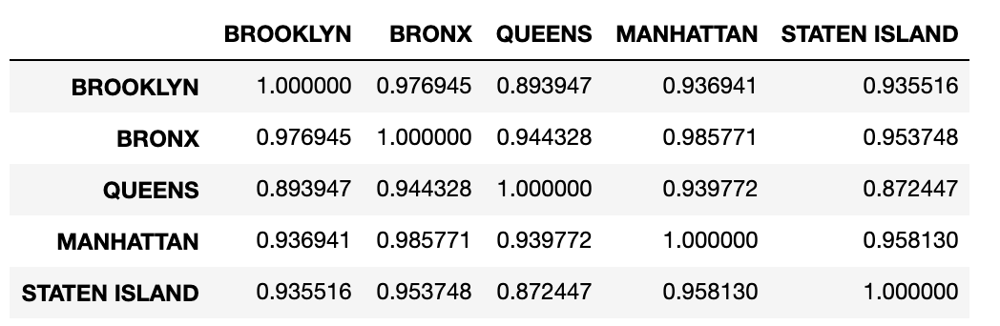 BROOKLYN BRONX QUEENS MANHATTAN STATEN ISLAND
BROOKLYN 1.000000 0.976945 0.893947 0.936941 0.935516
BRONX 0.976945 1.000000 0.944328 0.985771 0.953748
QUEENS 0.893947 0.944328 1.000000 0.939772 0.872447
MANHATTAN 0.936941 0.985771 0.939772 1.000000 0.958130
STATEN ISLAND 0.935516 0.953748 0.872447 0.958130 1.000000